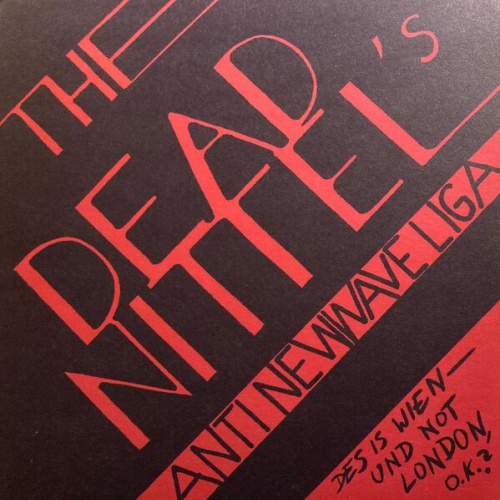 THE
DEAD
NITTEL's
ANTI NEWWAVE LIGA
DES IS WIEN—
UND NOT
LONDON,
O.K.?